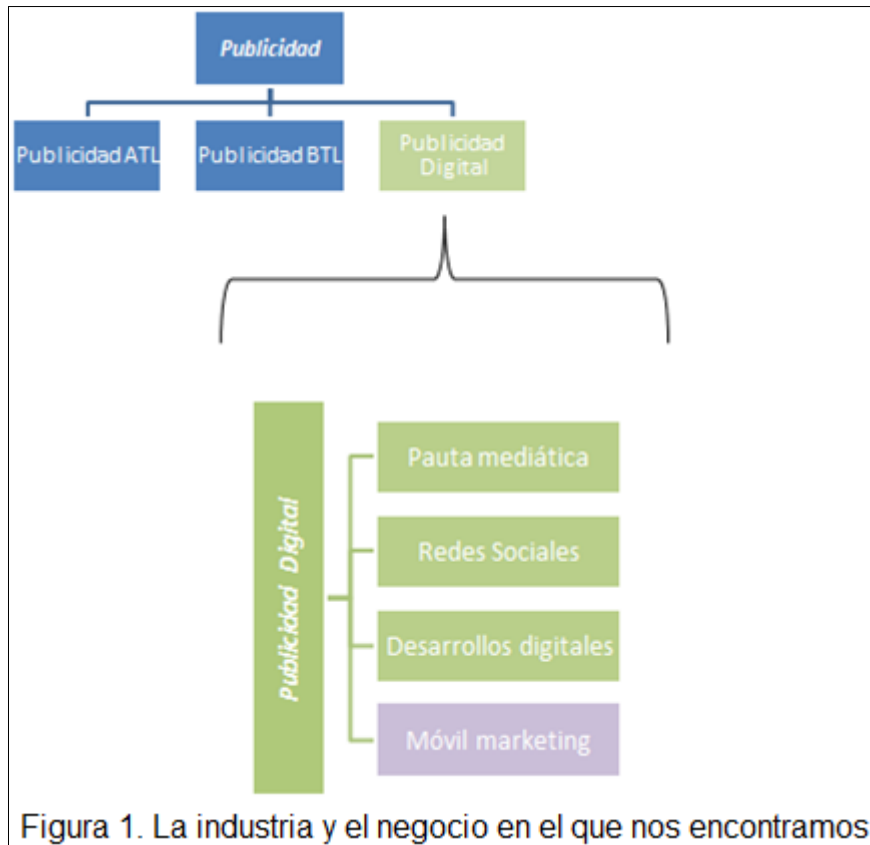 Publicidad
Publicidad ATL
Publicidad BTL
Publicidad
Digital
Publicidad Digital
Pauta mediática
Redes Sociales
Desarrollos digitales
Móvil marketing
Figura 1. La industria y el negocio en el que nos encontramos